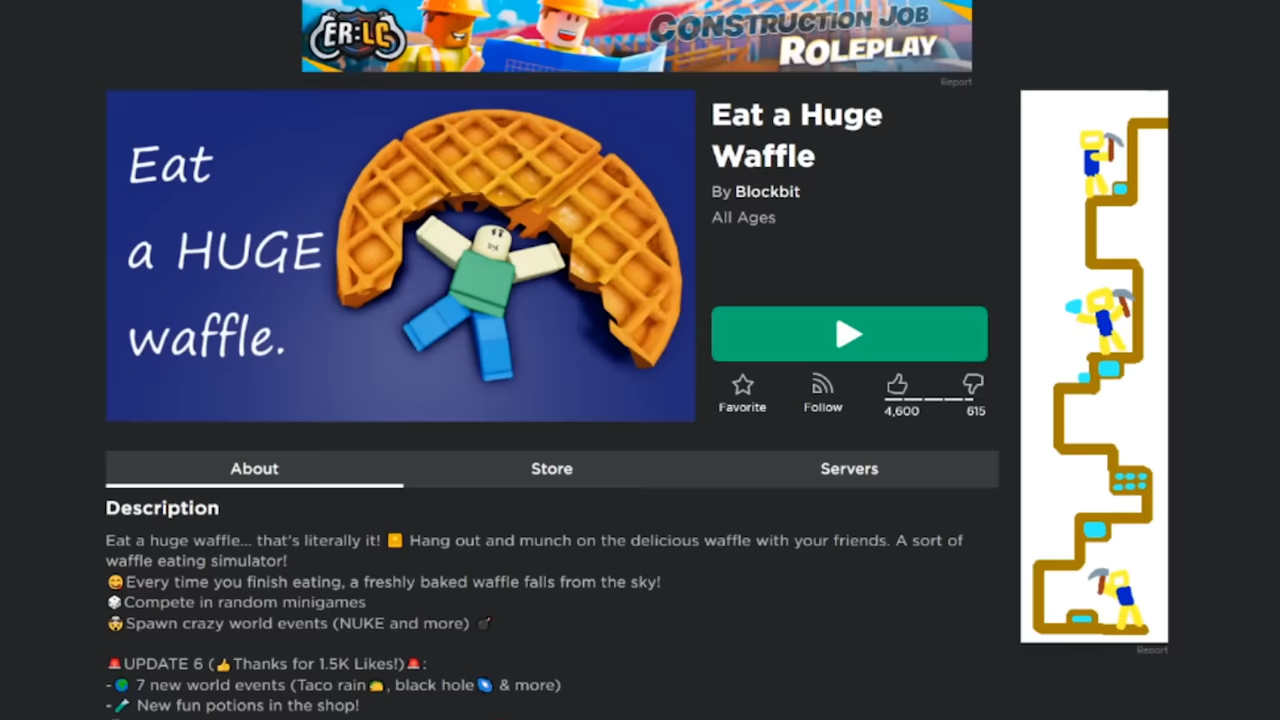 ER:LC
CONSTRUCTION JOB
ROLEPLAY
Report
Eat
a HUGE
waffle.
Eat a Huge
Waffle
By Blockbit
All Ages
Favorite
Follow
4,600
615
About
Store
Servers
Description
Eat a huge waffle... that's literally it! 🧇 Hang out and munch on the delicious waffle with your friends. A sort of
waffle eating simulator!
😋Every time you finish eating, a freshly baked waffle falls from the sky!
🎲Compete in random minigames
🤯Spawn crazy world events (NUKE and more) 💣
🚨UPDATE 6 (👍Thanks for 1.5K Likes!)🚨:
-🌎 7 new world events (Taco rain🌮, black hole🌌 & more)
-🧪 New fun potions in the shop!
Report